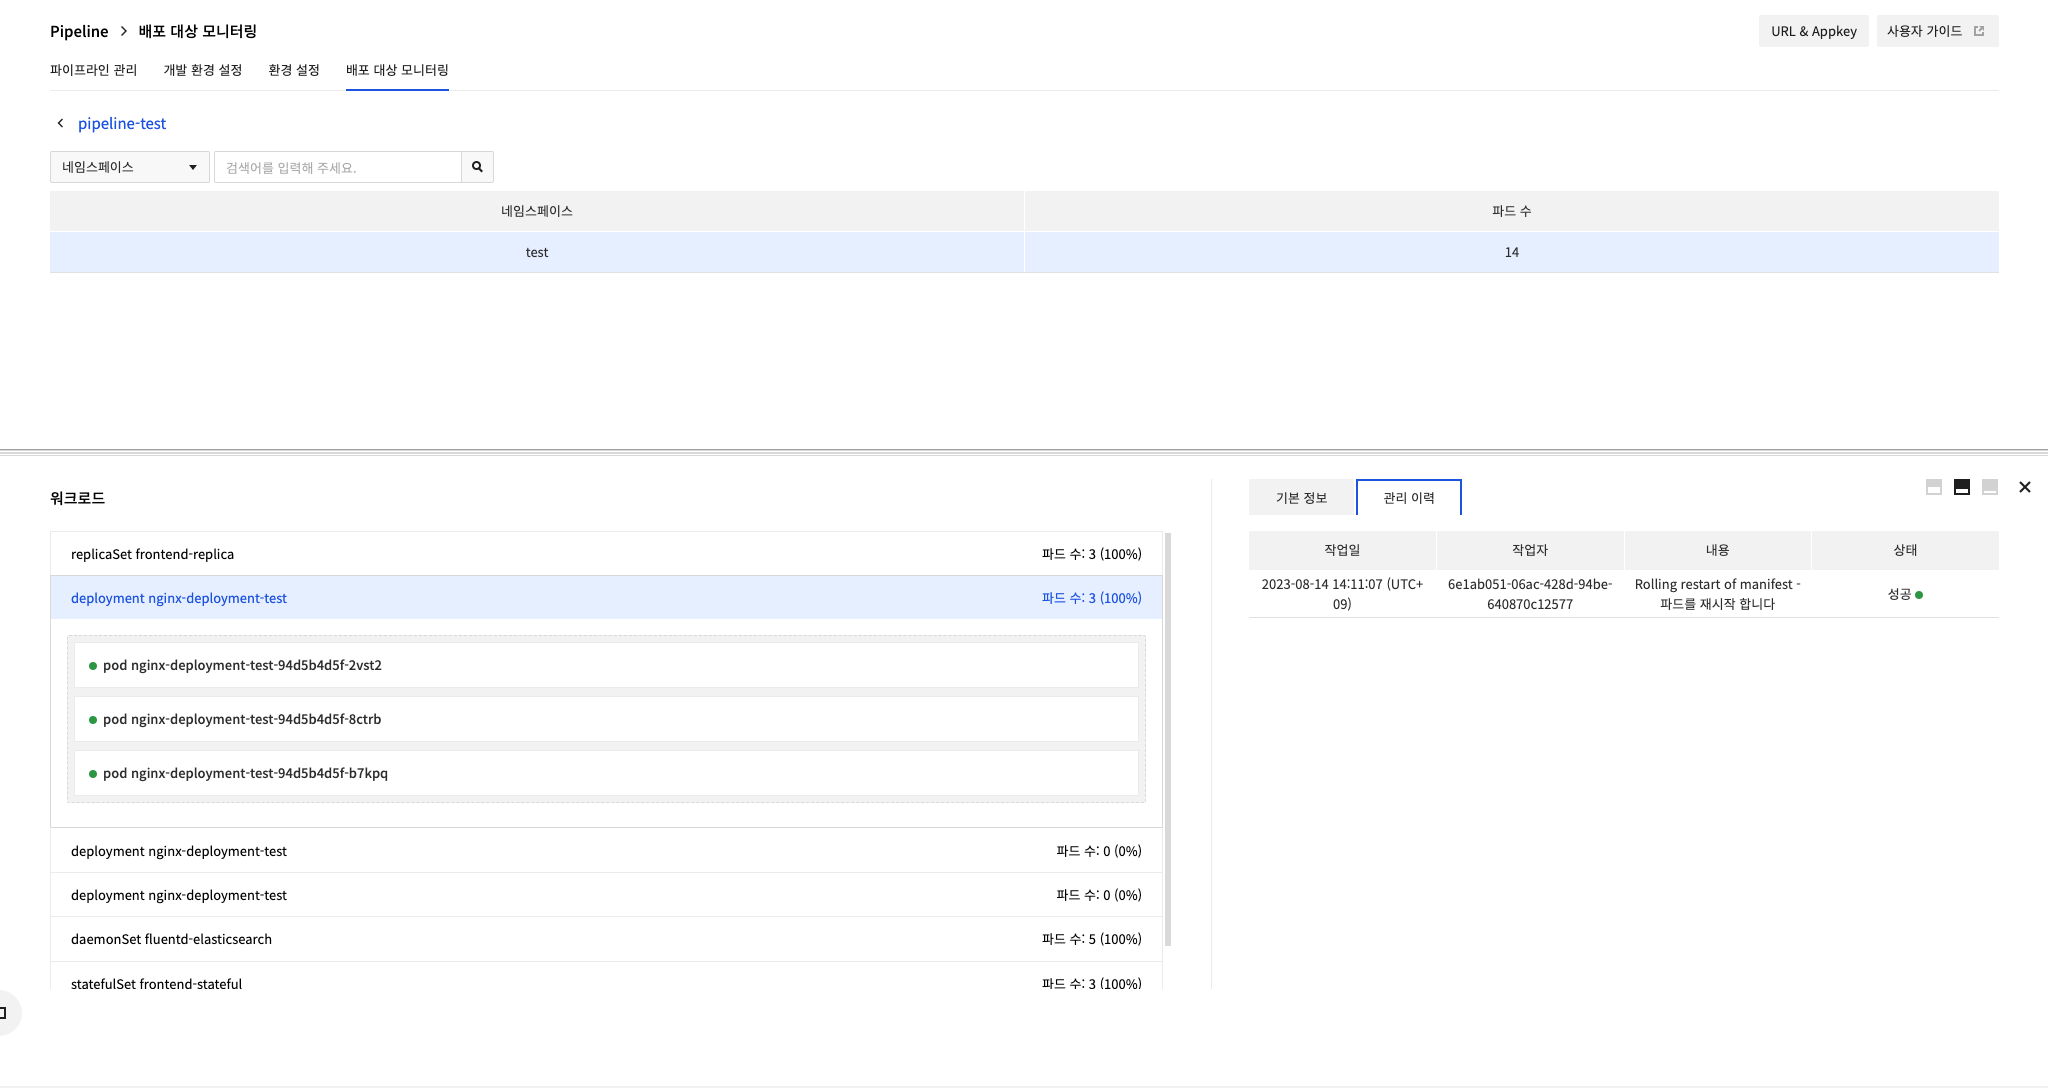 Pipeline > 배포 대상 모니터링
URL & Appkey
사용자 가이드
파이프라인 관리
개발 환경 설정
환경 설정
배포 대상 모니터링
pipeline-test
네임스페이스
검색어를 입력해 주세요.
네임스페이스
파드 수
test
14
워크로드
replicaSet frontend-replica
파드 수: 3 (100%)
deployment nginx-deployment-test
파드 수: 3 (100%)
pod nginx-deployment-test-94d5b4d5f-2vst2
pod nginx-deployment-test-94d5b4d5f-8ctrb
pod nginx-deployment-test-94d5b4d5f-b7kpq
deployment nginx-deployment-test
파드 수: 0 (0%)
deployment nginx-deployment-test
파드 수: 0 (0%)
daemonSet fluentd-elasticsearch
파드 수: 5 (100%)
statefulSet frontend-stateful
파드 수: 3 (100%)
기본 정보
관리 이력
작업일
작업자
내용
상태
2023-08-14 14:11:07 (UTC+
09)
6e1ab051-06ac-428d-94be-
640870c12577
Rolling restart of manifest -
파드를 재시작 합니다
성공